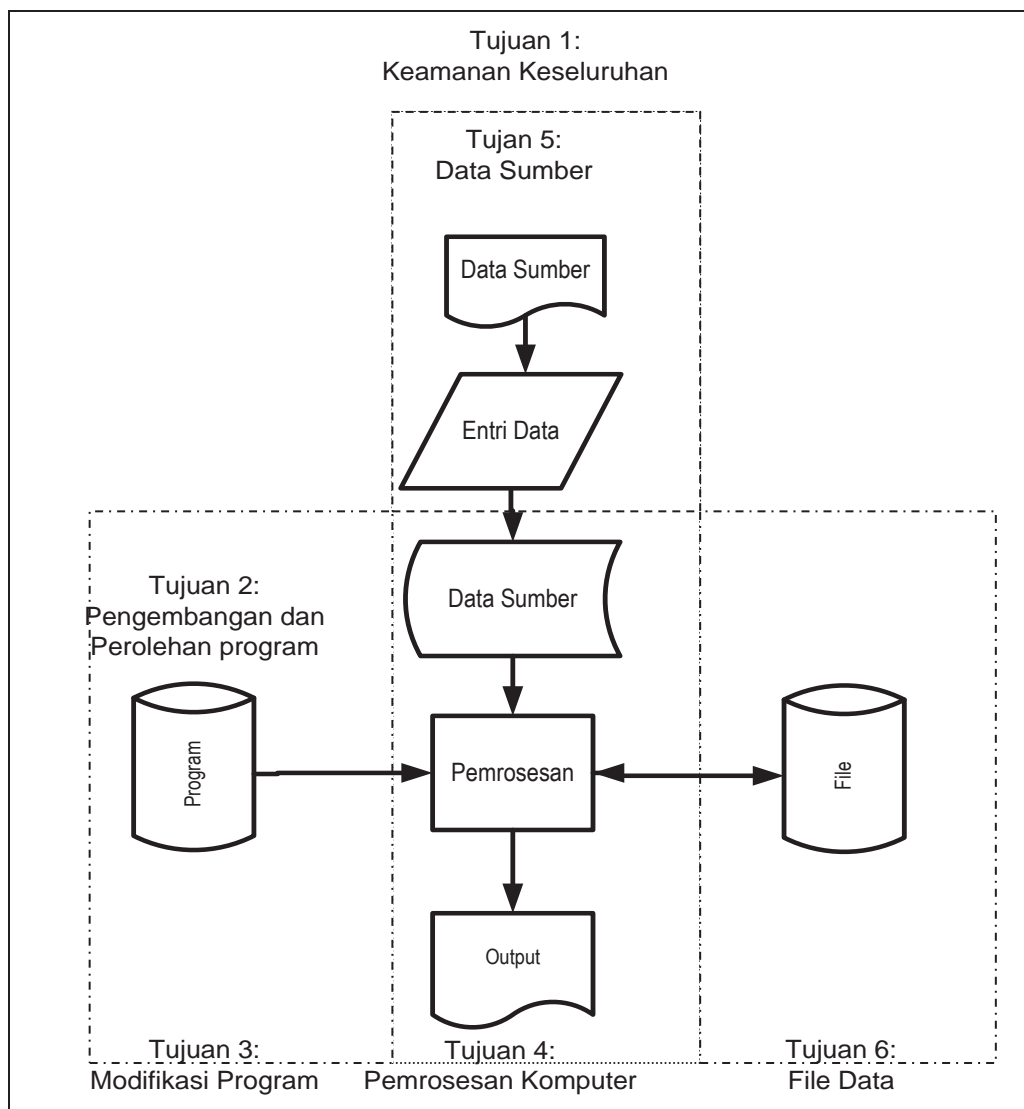 Tujuan 1:
Keamanan Keseluruhan
Tujan 5:
Data Sumber
Data Sumber
Entri Data
Data Sumber
Tujuan 2:
Pengembangan dan
Perolehan program
Program
Pemrosesan
File
Output
Tujuan 3:
Modifikasi Program
Tujuan 4:
Pemrosesan Komputer
Tujuan 6:
File Data